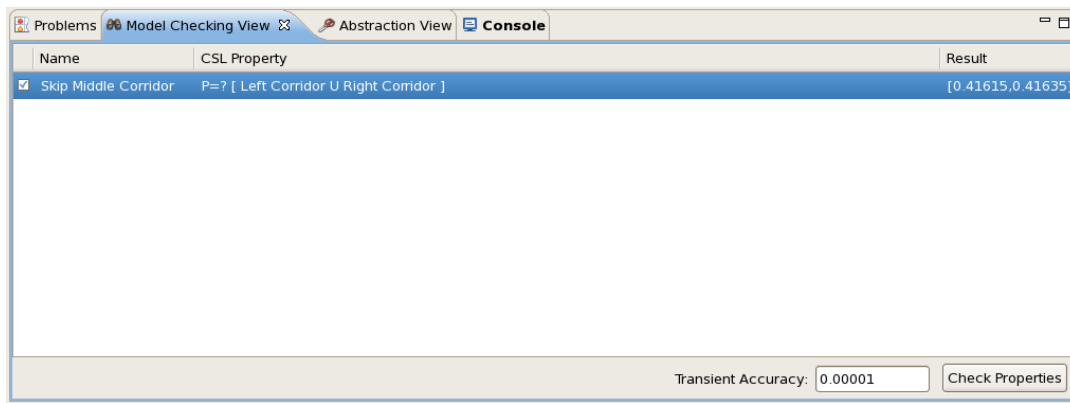 Problems Model Checking View Abstraction View Console
Name CSL Property Result
Skip Middle Corridor P=? [ Left Corridor U Right Corridor ] [0.41615,0.41635]
Transient Accuracy: 0.00001 Check Properties